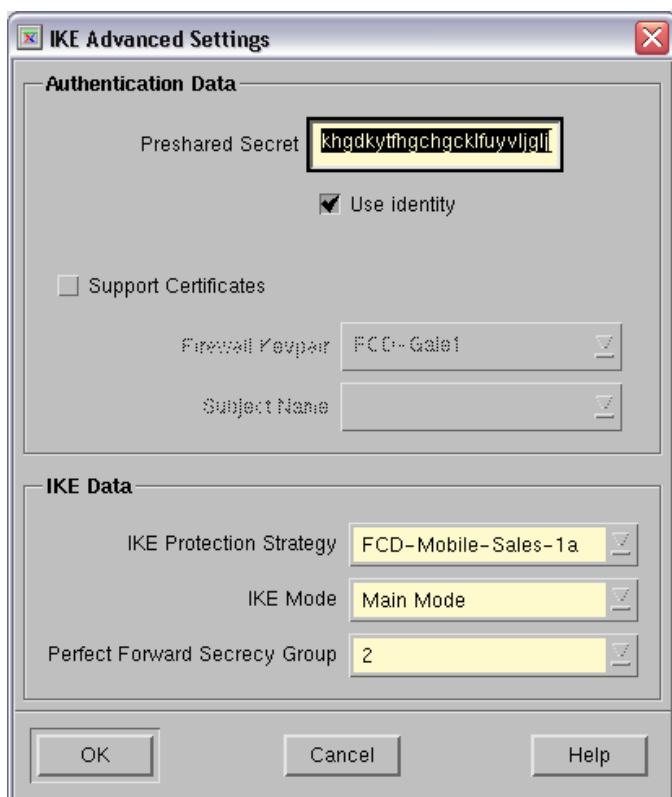 IKE Advanced Settings
Authentication Data
Preshared Secret khgdkytfhgchgcklfuyvljglj
Use identity
Support Certificates
Firewall Keypair FCD-Gale1
Subject Name
IKE Data
IKE Protection Strategy FCD-Mobile-Sales-1a
IKE Mode Main Mode
Perfect Forward Secrecy Group 2
OK Cancel Help